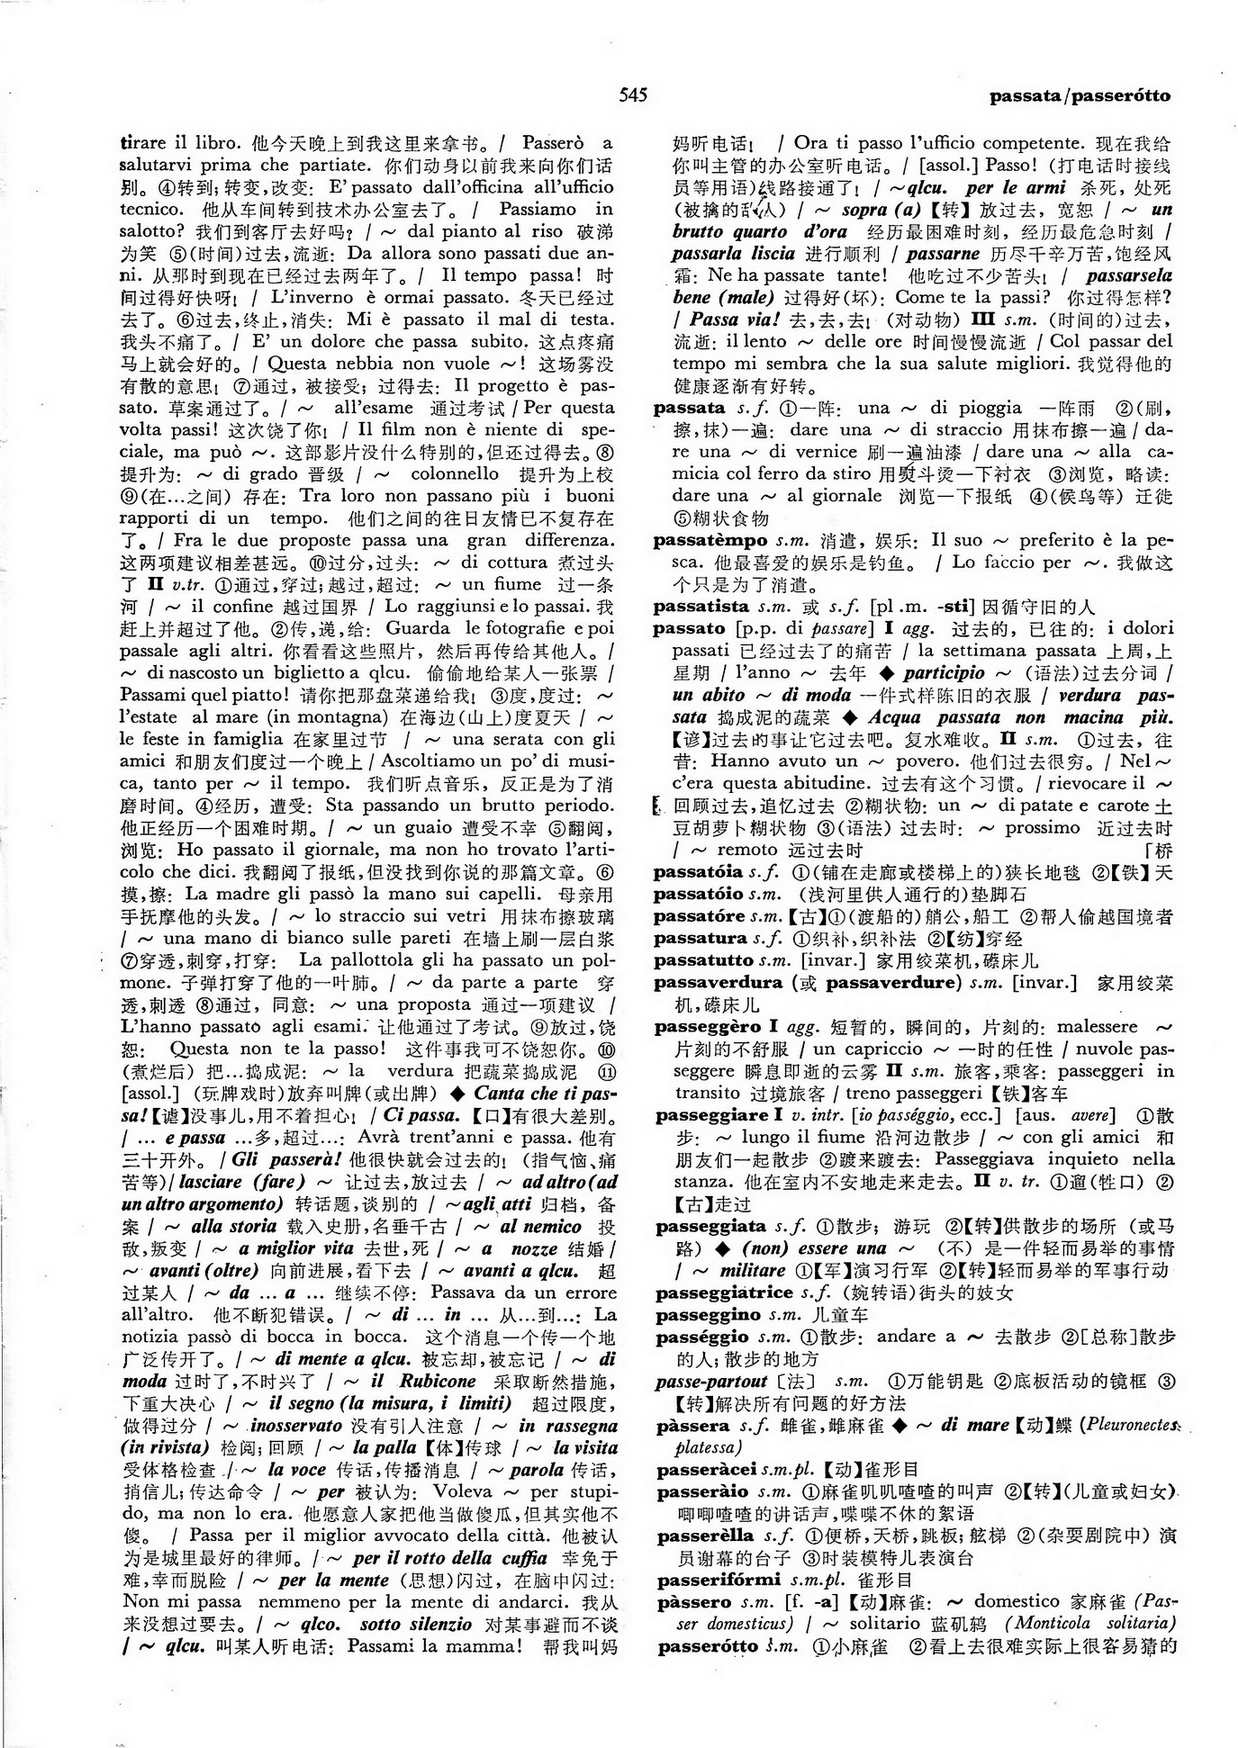 545
passata/passerótto
tirare il libro. 他今天晚上到我这里来拿书。/ Passerò a
salutarvi prima che partiate. 你们动身以前我来向你们话
别。④转到;转变,改变: E' passato dall'officina all'ufficio
tecnico. 他从车间转到技术办公室去了。/ Passiamo in
salotto? 我们到客厅去好吗? / ~ dal pianto al riso 破涕
为笑 ⑤(时间)过去,流逝: Da allora sono passati due an-
ni. 从那时到现在已经过去两年了。/ Il tempo passa! 时
间过得好快呀! / L'inverno è ormai passato. 冬天已经过
去了。⑥过去,终止,消失: Mi è passato il mal di testa.
我头不痛了。/ E' un dolore che passa subito. 这点疼痛
马上就会好的。/ Questa nebbia non vuole ~! 这场雾没
有散的意思! ⑦通过, 被接受; 过得去: Il progetto è pas-
sato. 草案通过了。/ ~ all'esame 通过考试 / Per questa
volta passi! 这次饶了你! / Il film non è niente di spe-
ciale, ma può ~. 这部影片没什么特别的,但还过得去。⑧
提升为: ~ di grado 晋级 / ~ colonnello 提升为上校
⑨(在...之间) 存在: Tra loro non passano più i buoni
rapporti di un tempo. 他们之间的往日友情已不复存在
了。/ Fra le due proposte passa una gran differenza.
这两项建议相差甚远。⑩过分,过头: ~ di cottura 煮过头
了 II v.tr. ①通过,穿过;越过,超过: ~ un fiume 过一条
河 / ~ il confine 越过国界 / Lo raggiunsi e lo passai. 我
赶上并超过了他。②传,递,给: Guarda le fotografie e poi
passale agli altri. 你看看这些照片, 然后再传给其他人。/
~ di nascosto un biglietto a qlcu. 偷偷地给某人一张票 /
Passami quel piatto! 请你把那盘菜递给我! ③度,度过: ~
l'estate al mare (in montagna) 在海边(山上)度夏天 / ~
le feste in famiglia 在家里过节 / ~ una serata con gli
amici 和朋友们度过一个晚上 / Ascoltiamo un po' di musi-
ca, tanto per ~ il tempo. 我们听点音乐, 反正是为了消
磨时间。④经历, 遭受: Sta passando un brutto periodo.
他正经历一个困难时期。/ ~ un guaio 遭受不幸 ⑤翻阅,
浏览: Ho passato il giornale, ma non ho trovato l'arti-
colo che dici. 我翻阅了报纸,但没找到你说的那篇文章。⑥
摸,擦: La madre gli passò la mano sui capelli. 母亲用
手抚摩他的头发。/ ~ lo straccio sui vetri 用抹布擦玻璃
/ ~ una mano di bianco sulle pareti 在墙上刷一层白浆
⑦穿透,刺穿,打穿: La pallottola gli ha passato un pol-
mone. 子弹打穿了他的一叶肺。/ ~ da parte a parte 穿
透,刺透 ⑧通过, 同意: ~ una proposta 通过一项建议 /
L'hanno passato agli esami. 让他通过了考试。⑨放过,饶
恕: Questa non te la passo! 这件事我可不饶恕你。⑩
(煮烂后) 把...捣成泥: ~ la verdura 把蔬菜捣成泥 ⑪
[assol.] (玩牌戏时)放弃叫牌(或出牌) ◆ Canta che ti pas-
sa!【谑】没事儿,用不着担心! / Ci passa.【口】有很大差别。
/ ... e passa ...多,超过...: Avrà trent'anni e passa. 他有
三十开外。/ Gli passerà! 他很快就会过去的! (指气恼、痛
苦等)/ lasciare (fare) ~ 让过去,放过去 / ~ ad altro (ad
un altro argomento) 转话题,谈别的 / ~ agli atti 归档, 备
案 / ~ alla storia 载入史册,名垂千古 / ~ al nemico 投
敌,叛变 / ~ a miglior vita 去世,死 / ~ a nozze 结婚 /
~ avanti (oltre) 向前进展,看下去 / ~ avanti a qlcu. 超
过某人 / ~ da ... a ... 继续不停: Passava da un errore
all'altro. 他不断犯错误。/ ~ di ... in ... 从...到...: La
notizia passò di bocca in bocca. 这个消息一个传一个地
广泛传开了。/ ~ di mente a qlcu. 被忘却,被忘记 / ~ di
moda 过时了,不时兴了 / ~ il Rubicone 采取断然措施,
下重大决心 / ~ il segno (la misura, i limiti) 超过限度,
做得过分 / ~ inosservato 没有引人注意 / ~ in rassegna
(in rivista) 检阅; 回顾 / ~ la palla【体】传球 / ~ la visita
受体格检查 / ~ la voce 传话,传播消息 / ~ parola 传话,
捎信儿; 传达命令 / ~ per 被认为: Voleva ~ per stupi-
do, ma non lo era. 他愿意人家把他当做傻瓜,但其实他不
傻。 / Passa per il miglior avvocato della città. 他被认
为是城里最好的律师。/ ~ per il rotto della cuffia 幸免于
难,幸而脱险 / ~ per la mente (思想)闪过, 在脑中闪过:
Non mi passa nemmeno per la mente di andarci. 我从
来没想过要去。/ ~ qlco. sotto silenzio 对某事避而不谈
/ ~ qlcu. 叫某人听电话: Passami la mamma! 帮我叫妈
妈听电话! / Ora ti passo l'ufficio competente. 现在我给
你叫主管的办公室听电话。/ [assol.] Passo! (打电话时接线
员等用语)线路接通了! / ~ qlcu. per le armi 杀死, 处死
(被擒的敌人) / ~ sopra (a)【转】放过去, 宽恕 / ~ un
brutto quarto d'ora 经历最困难时刻, 经历最危急时刻 /
passarla liscia 进行顺利 / passarne 历尽千辛万苦,饱经风
霜: Ne ha passate tante! 他吃过不少苦头! / passarsela
bene (male) 过得好(坏): Come te la passi? 你过得怎样?
/ Passa via! 去,去,去! (对动物) III s.m. (时间的)过去,
流逝: il lento ~ delle ore 时间慢慢流逝 / Col passar del
tempo mi sembra che la sua salute migliori. 我觉得他的
健康逐渐有好转。
passata s.f. ①一阵: una ~ di pioggia 一阵雨 ②(刷,
擦,抹)一遍: dare una ~ di straccio 用抹布擦一遍 / da-
re una ~ di vernice 刷一遍油漆 / dare una ~ alla ca-
micia col ferro da stiro 用熨斗烫一下衬衣 ③浏览, 略读:
dare una ~ al giornale 浏览一下报纸 ④(候鸟等) 迁徙
⑤糊状食物
passatèmpo s.m. 消遣, 娱乐: Il suo ~ preferito è la pe-
sca. 他最喜爱的娱乐是钓鱼。 / Lo faccio per ~. 我做这
个只是为了消遣。
passatista s.m. 或 s.f. [pl.m. -sti] 因循守旧的人
passato [p.p. di passare] I agg. 过去的, 已往的: i dolori
passati 已经过去了的痛苦 / la settimana passata 上周,上
星期 / l'anno ~ 去年 ◆ participio ~ (语法)过去分词 /
un abito ~ di moda 一件式样陈旧的衣服 / verdura pas-
sata 捣成泥的蔬菜 ◆ Acqua passata non macina più.
【谚】过去的事让它过去吧。复水难收。II s.m. ①过去, 往
昔: Hanno avuto un ~ povero. 他们过去很穷。/ Nel ~
c'era questa abitudine. 过去有这个习惯。/ rievocare il ~
回顾过去,追忆过去 ②糊状物: un ~ di patate e carote 土
豆胡萝卜糊状物 ③(语法) 过去时: ~ prossimo 近过去时
/ ~ remoto 远过去时 「桥
passatóia s.f. ①(铺在走廊或楼梯上的)狭长地毯 ②【铁】天
passatóio s.m. (浅河里供人通行的)垫脚石
passatóre s.m.【古】①(渡船的)艄公,船工 ②帮人偷越国境者
passatura s.f. ①织补,织补法 ②【纺】穿经
passatutto s.m. [invar.] 家用绞菜机,礤床儿
passaverdura (或 passaverdure) s.m. [invar.] 家用绞菜
机,礤床儿
passeggèro I agg. 短暂的, 瞬间的, 片刻的: malessere ~
片刻的不舒服 / un capriccio ~ 一时的任性 / nuvole pas-
seggere 瞬息即逝的云雾 II s.m. 旅客,乘客: passeggeri in
transito 过境旅客 / treno passeggeri【铁】客车
passeggiare I v. intr. [io passéggio, ecc.] [aus. avere] ①散
步: ~ lungo il fiume 沿河边散步 / ~ con gli amici 和
朋友们一起散步 ②踱来踱去: Passeggiava inquieto nella
stanza. 他在室内不安地走来走去。II v. tr. ①遛(牲口) ②
【古】走过
passeggiata s.f. ①散步; 游玩 ②【转】供散步的场所 (或马
路) ◆ (non) essere una ~ (不) 是一件轻而易举的事情
/ ~ militare ①【军】演习行军 ②【转】轻而易举的军事行动
passeggiatrice s.f. (婉转语)街头的妓女
passeggino s.m. 儿童车
passéggio s.m. ①散步: andare a ~ 去散步 ②[总称]散步
的人; 散步的地方
passe-partout〔法〕 s.m. ①万能钥匙 ②底板活动的镜框 ③
【转】解决所有问题的好方法
pàssera s.f. 雌雀,雌麻雀 ◆ ~ di mare【动】鲽 (Pleuronectes
platessa)
passeràcei s.m.pl.【动】雀形目
passeràio s.m. ①麻雀叽叽喳喳的叫声 ②【转】(儿童或妇女)
唧唧喳喳的讲话声,喋喋不休的絮语
passerèlla s.f. ①便桥,天桥,跳板; 舷梯 ②(杂耍剧院中) 演
员谢幕的台子 ③时装模特儿表演台
passerifórmi s.m.pl. 雀形目
pàssero s.m. [f. -a]【动】麻雀: ~ domestico 家麻雀 (Pas-
ser domesticus) / ~ solitario 蓝矶鸫 (Monticola solitaria)
passerótto s.m. ①小麻雀 ②看上去很难实际上很容易猜的